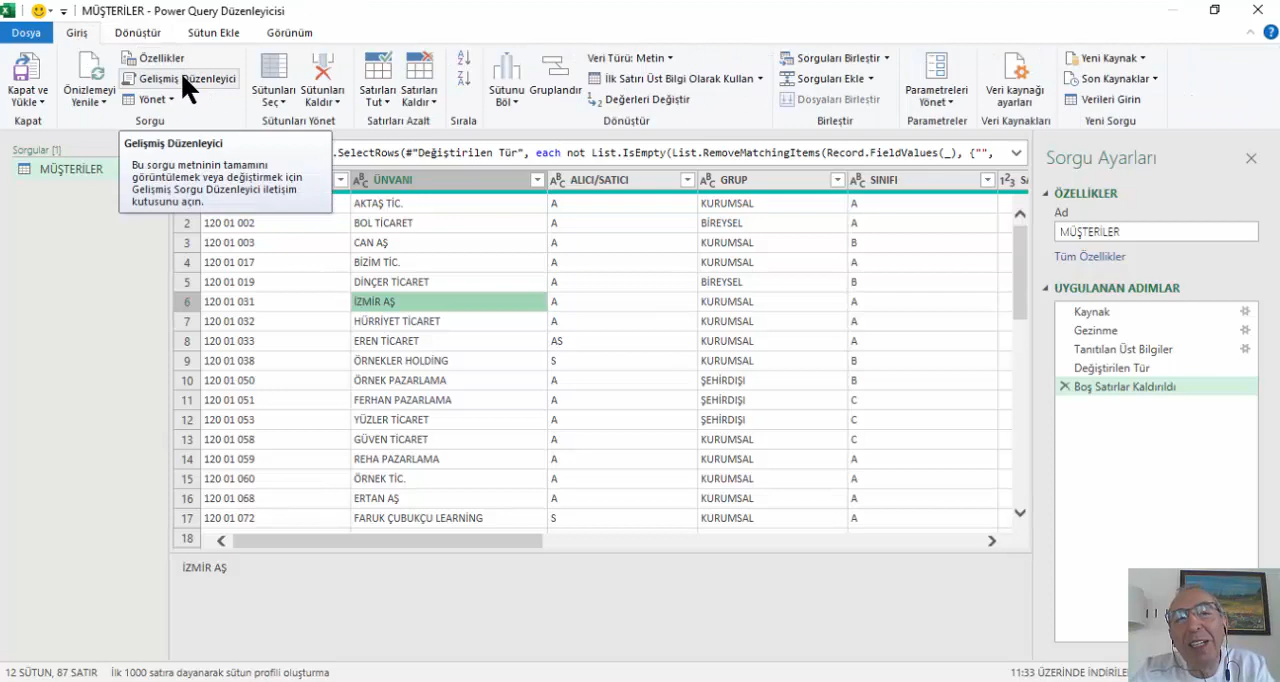 MÜŞTERİLER - Power Query Düzenleyicisi
Dosya Giriş Dönüştür Sütun Ekle Görünüm
Kapat ve Yükle
Kapat
Önizlemeyi Yenile
Özellikler
Gelişmiş Düzenleyici
Yönet
Sorgu
Sütunları Seç
Sütunları Kaldır
Sütunları Yönet
Satırları Tut
Satırları Kaldır
Satırları Azalt
Sırala
Sütunu Böl
Gruplandır
Veri Türü: Metin
İlk Satırı Üst Bilgi Olarak Kullan
Değerleri Değiştir
Dönüştür
Sorguları Birleştir
Sorguları Ekle
Dosyaları Birleştir
Birleştir
Parametreleri Yönet
Parametreler
Veri kaynağı ayarları
Veri Kaynakları
Yeni Kaynak
Son Kaynaklar
Verileri Girin
Yeni Sorgu
Gelişmiş Düzenleyici
Bu sorgu metninin tamamını
görüntülemek veya değiştirmek için
Gelişmiş Sorgu Düzenleyici iletişim
kutusunu açın.
Sorgular [1]
MÜŞTERİLER
.SelectRows(#"Değiştirilen Tür", each not List.IsEmpty(List.RemoveMatchingItems(Record.FieldValues(_), {"",
ABC ÜNVANI ABC ALICI/SATICI ABC GRUP ABC SINIFI 123 SA
AKTAŞ TİC. A KURUMSAL A
2 120 01 002 BOL TİCARET A BİREYSEL A
3 120 01 003 CAN AŞ A KURUMSAL B
4 120 01 017 BİZİM TİC. A KURUMSAL A
5 120 01 019 DİNÇER TİCARET A BİREYSEL B
6 120 01 031 İZMİR AŞ A KURUMSAL A
7 120 01 032 HÜRRİYET TİCARET A KURUMSAL A
8 120 01 033 EREN TİCARET AS KURUMSAL A
9 120 01 038 ÖRNEKLER HOLDİNG S KURUMSAL B
10 120 01 050 ÖRNEK PAZARLAMA A ŞEHİRDIŞI B
11 120 01 051 FERHAN PAZARLAMA A ŞEHİRDIŞI C
12 120 01 053 YÜZLER TİCARET A ŞEHİRDIŞI C
13 120 01 058 GÜVEN TİCARET A KURUMSAL C
14 120 01 059 REHA PAZARLAMA A KURUMSAL A
15 120 01 060 ÖRNEK TİC. A KURUMSAL A
16 120 01 068 ERTAN AŞ A KURUMSAL A
17 120 01 072 FARUK ÇUBUKÇU LEARNİNG S KURUMSAL A
18
İZMİR AŞ
Sorgu Ayarları
ÖZELLİKLER
Ad
MÜŞTERİLER
Tüm Özellikler
UYGULANAN ADIMLAR
Kaynak
Gezinme
Tanıtılan Üst Bilgiler
Değiştirilen Tür
Boş Satırlar Kaldırıldı
12 SÜTUN, 87 SATIR İlk 1000 satıra dayanarak sütun profili oluşturma
11:33 ÜZERİNDE İNDİRİLE